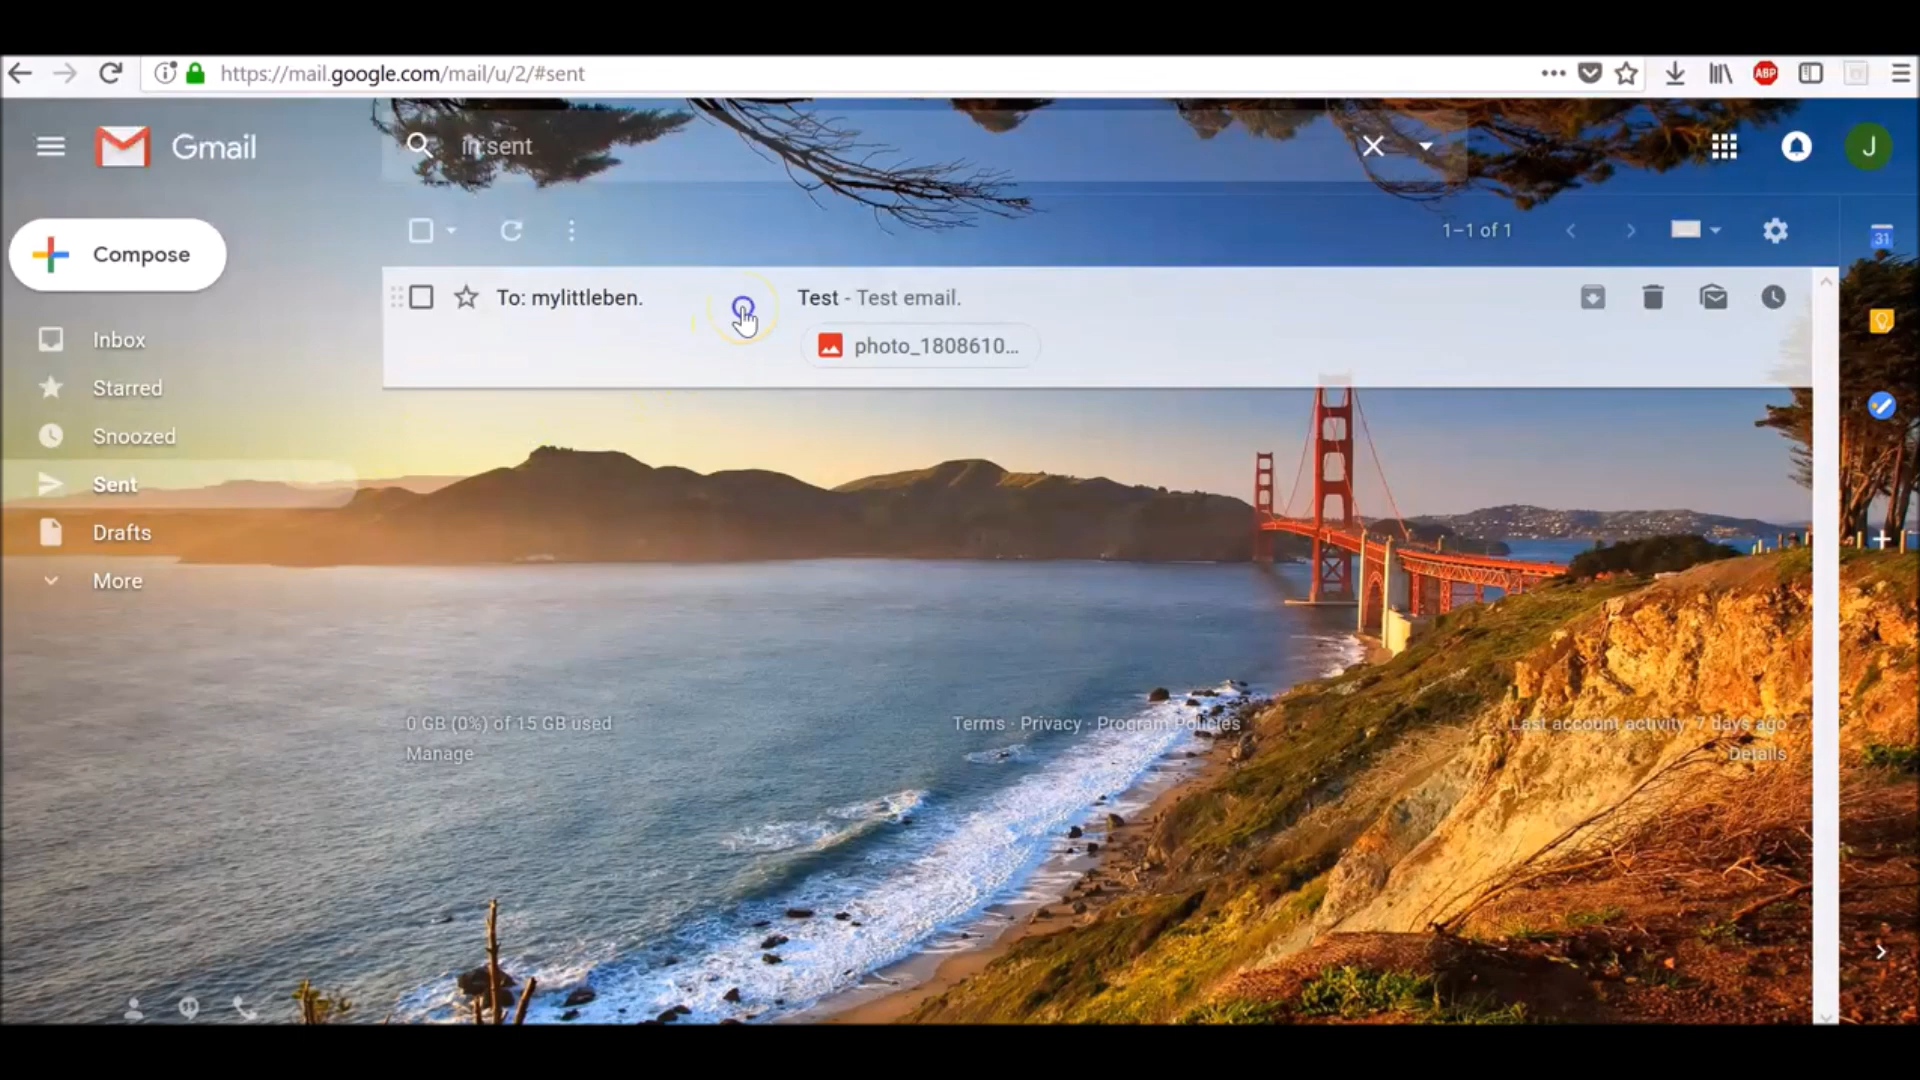 https://mail.google.com/mail/u/2/#sent
ABP
Gmail
in:sent
J
Compose
1–1 of 1
31
To: mylittleben.
Test - Test email.
photo_1808610...
Inbox
Starred
Snoozed
Sent
Drafts
More
0 GB (0%) of 15 GB used
Manage
Terms · Privacy · Program Policies
Last account activity: 7 days ago
Details